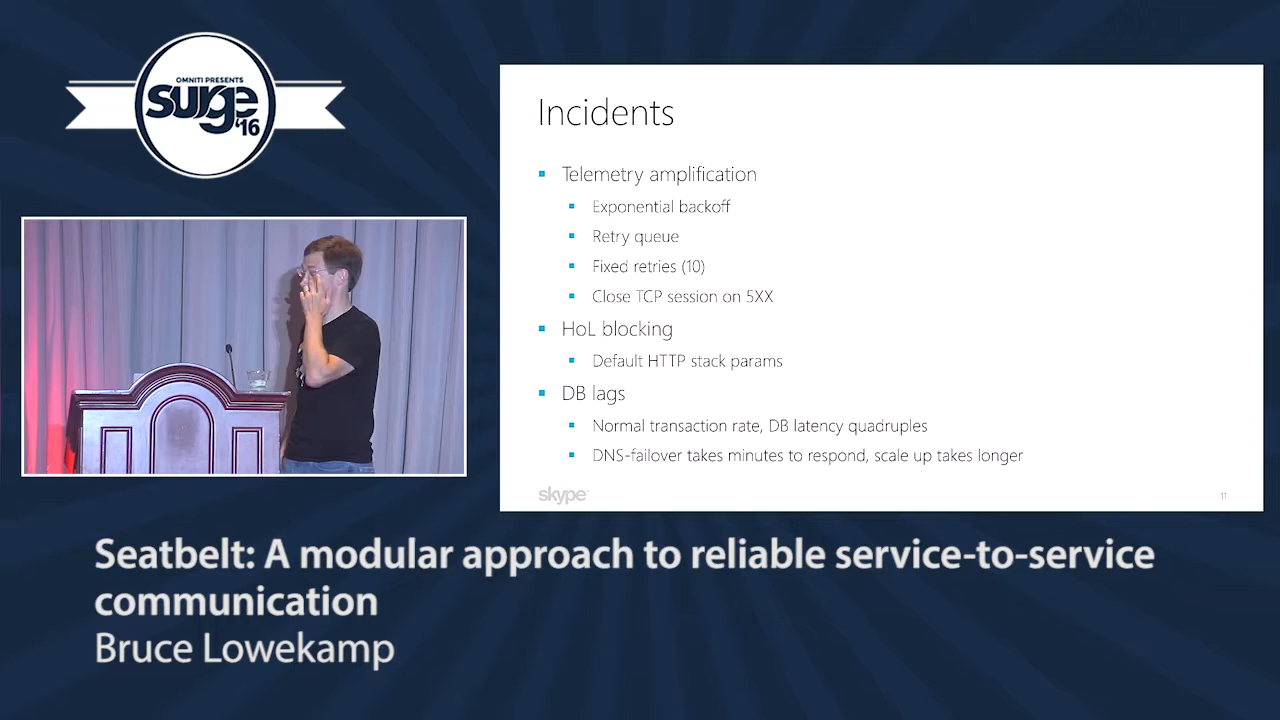 OMNITI PRESENTS
surge
'16
Incidents
Telemetry amplification
Exponential backoff
Retry queue
Fixed retries (10)
Close TCP session on 5XX
HoL blocking
Default HTTP stack params
DB lags
Normal transaction rate, DB latency quadruples
DNS-failover takes minutes to respond, scale up takes longer
skype
11
Seatbelt: A modular approach to reliable service-to-service
communication
Bruce Lowekamp